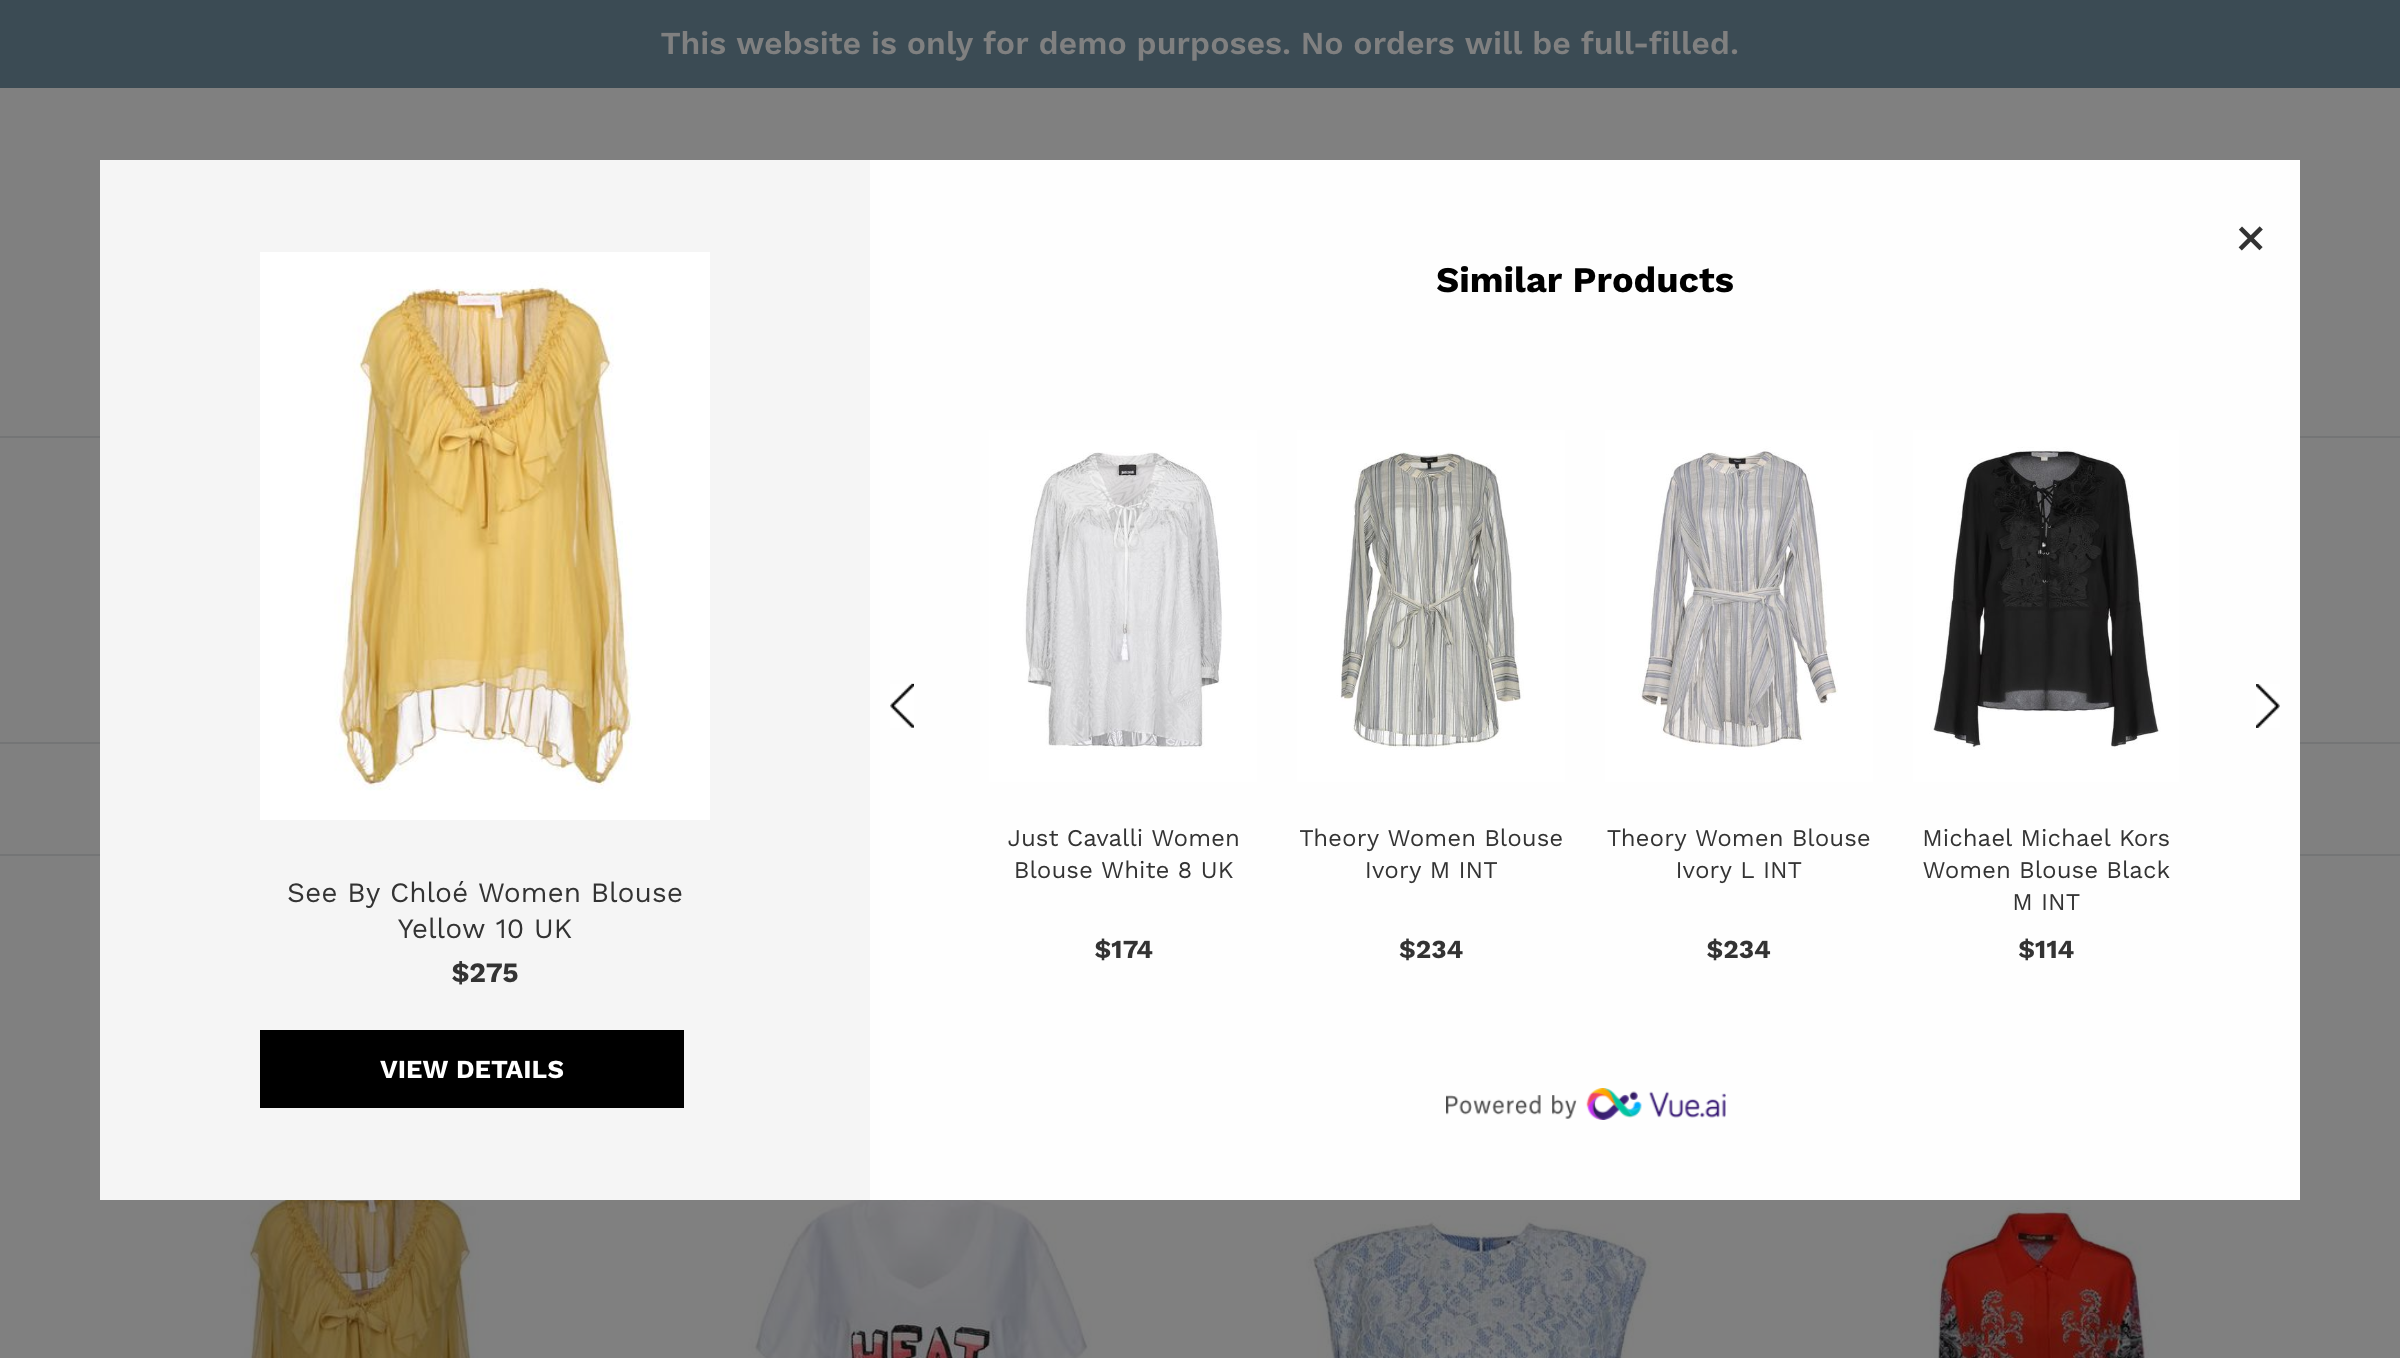 This website is only for demo purposes. No orders will be full-filled.
Similar Products
See By Chloé Women Blouse
Yellow 10 UK
$275
VIEW DETAILS
Just Cavalli Women
Blouse White 8 UK
$174
Theory Women Blouse
Ivory M INT
$234
Theory Women Blouse
Ivory L INT
$234
Michael Michael Kors
Women Blouse Black
M INT
$114
Powered by Vue.ai
HEAT